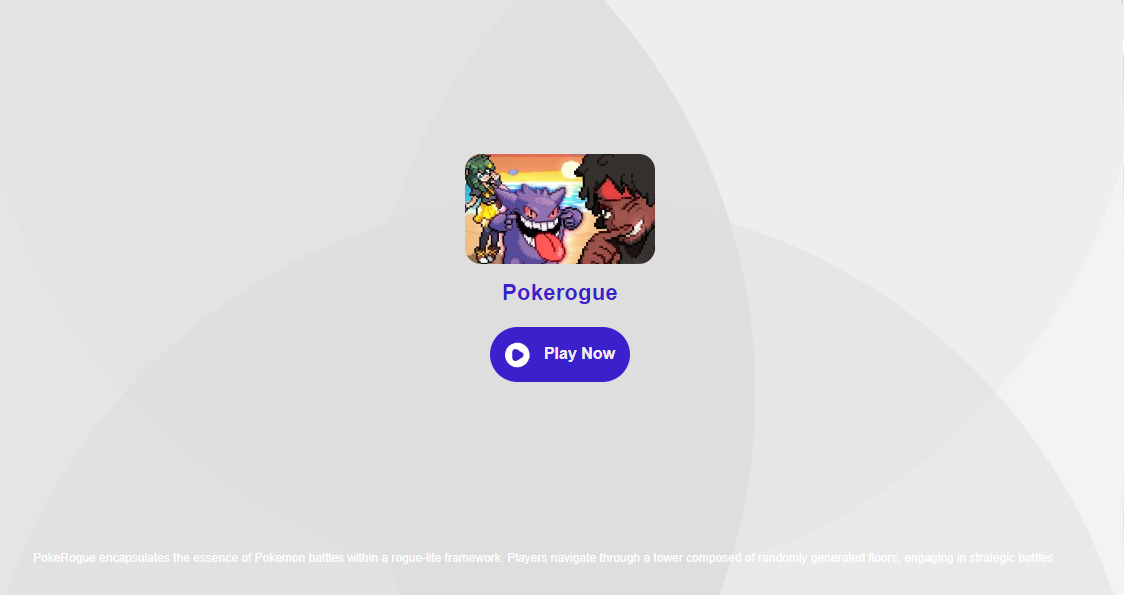 Pokerogue
Play Now
PokeRogue encapsulates the essence of Pokemon battles within a rogue-lite framework. Players navigate through a tower composed of randomly generated floors, engaging in strategic battles